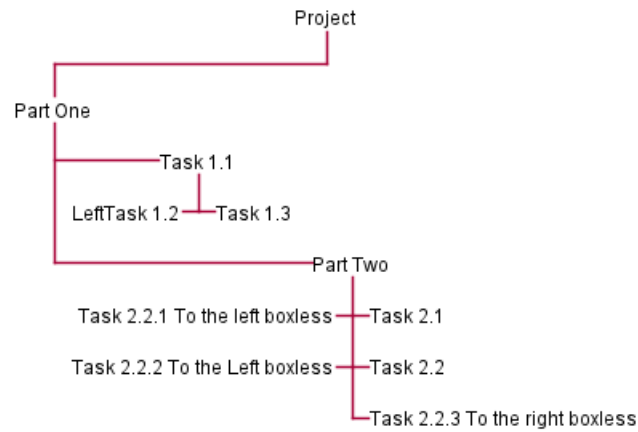 Project
Part One
Task 1.1
LeftTask 1.2 Task 1.3
Part Two
Task 2.2.1 To the left boxless Task 2.1
Task 2.2.2 To the Left boxless Task 2.2
Task 2.2.3 To the right boxless